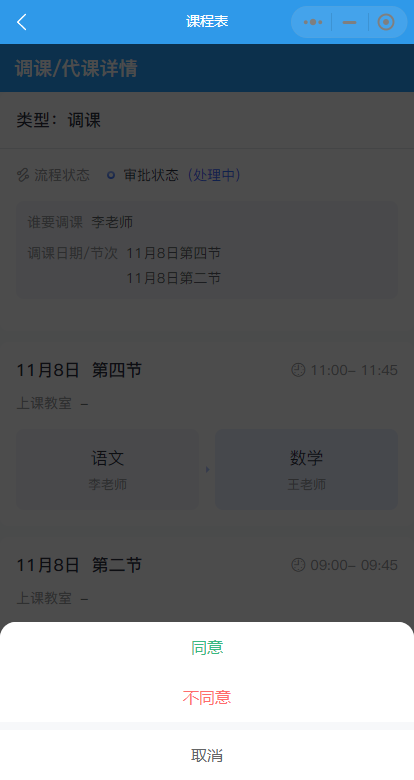 课程表
调课/代课详情
类型：调课
流程状态 审批状态（处理中）
谁要调课 李老师
调课日期/节次 11月8日第四节
11月8日第二节
11月8日 第四节 11:00- 11:45
上课教室 -
语文 数学
李老师 王老师
11月8日 第二节 09:00- 09:45
上课教室 -
同意
不同意
取消